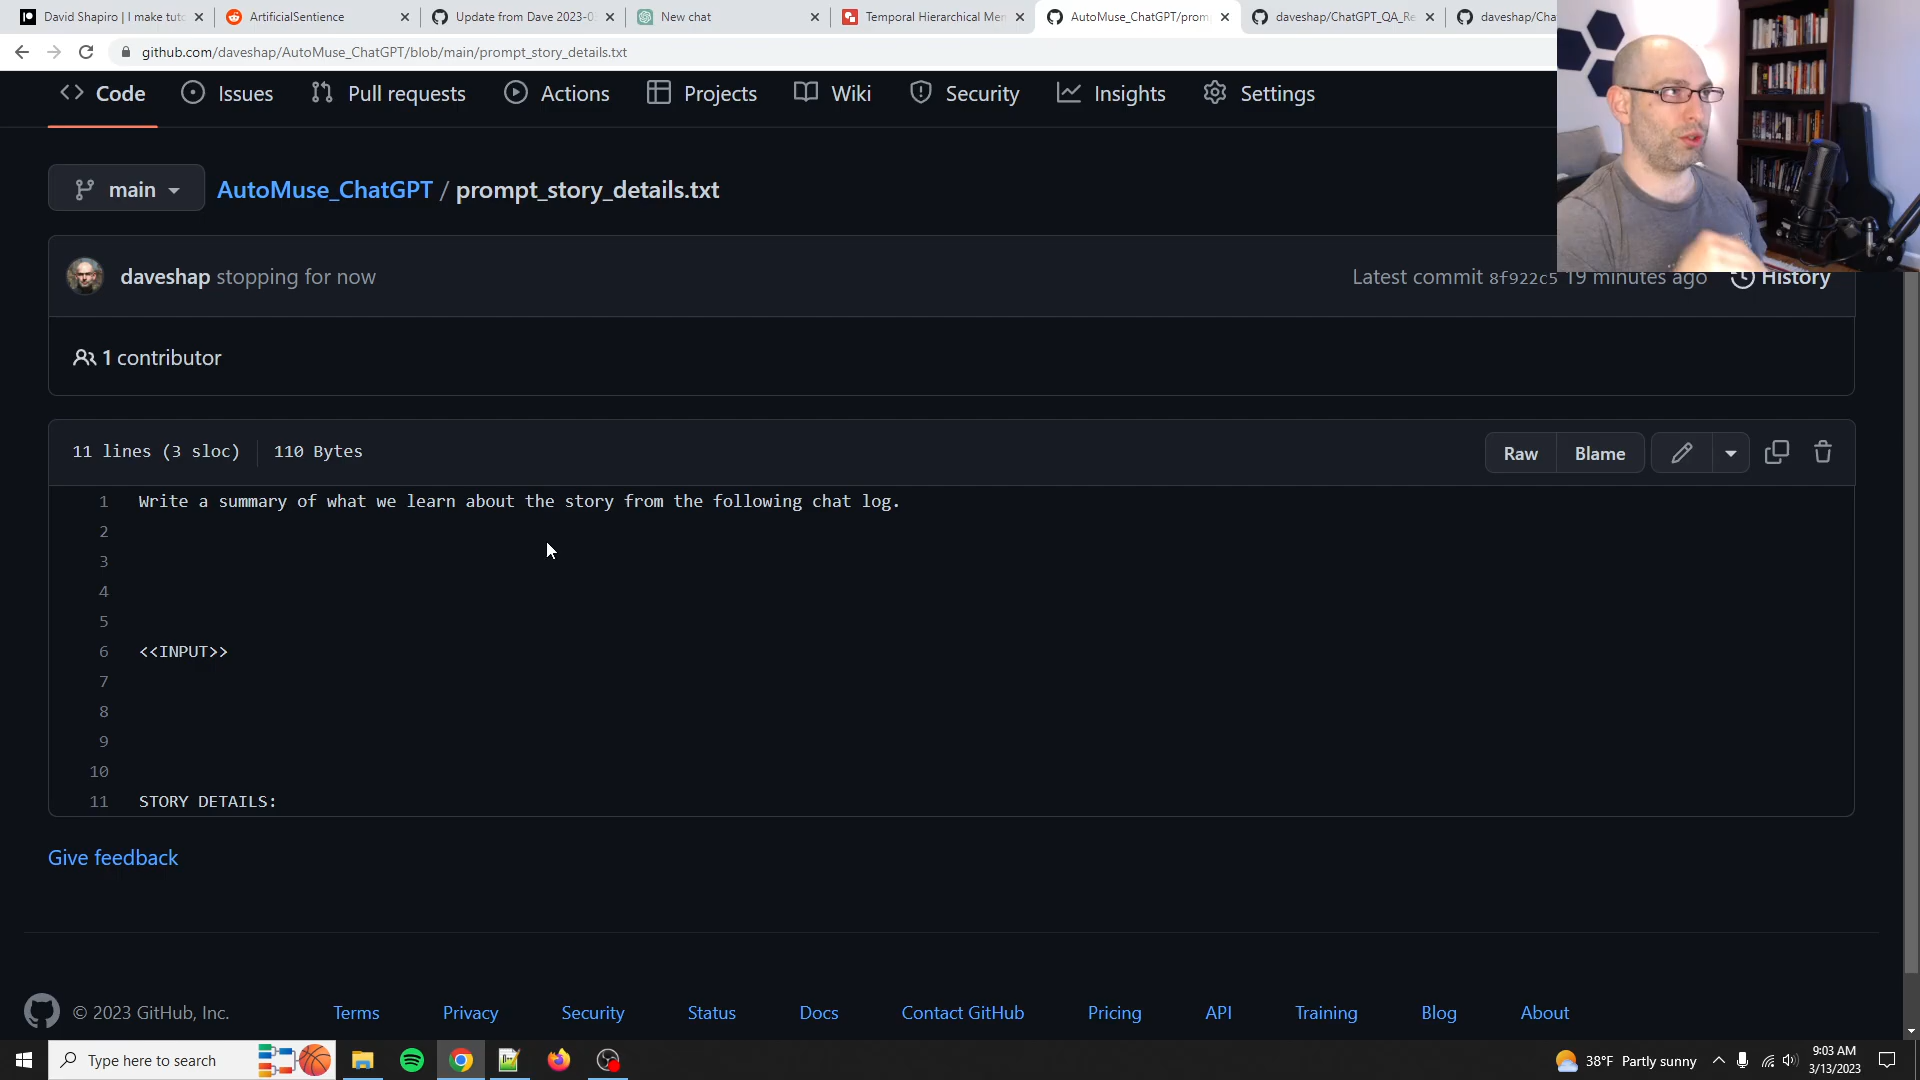 David Shapiro | I make tuto
ArtificialSentience
Update from Dave 2023-0
New chat
Temporal Hierarchical Mem
AutoMuse_ChatGPT/prom
daveshap/ChatGPT_QA_Re
daveshap/Cha
github.com/daveshap/AutoMuse_ChatGPT/blob/main/prompt_story_details.txt
Code
Issues
Pull requests
Actions
Projects
Wiki
Security
Insights
Settings
main
AutoMuse_ChatGPT / prompt_story_details.txt
daveshap stopping for now
Latest commit 8f922c5 19 minutes ago
History
1 contributor
11 lines (3 sloc)
110 Bytes
Raw
Blame
1 Write a summary of what we learn about the story from the following chat log.
2
3
4
5
6 <<INPUT>>
7
8
9
10
11 STORY DETAILS:
Give feedback
© 2023 GitHub, Inc.
Terms
Privacy
Security
Status
Docs
Contact GitHub
Pricing
API
Training
Blog
About
Type here to search
38°F Partly sunny
9:03 AM
3/13/2023